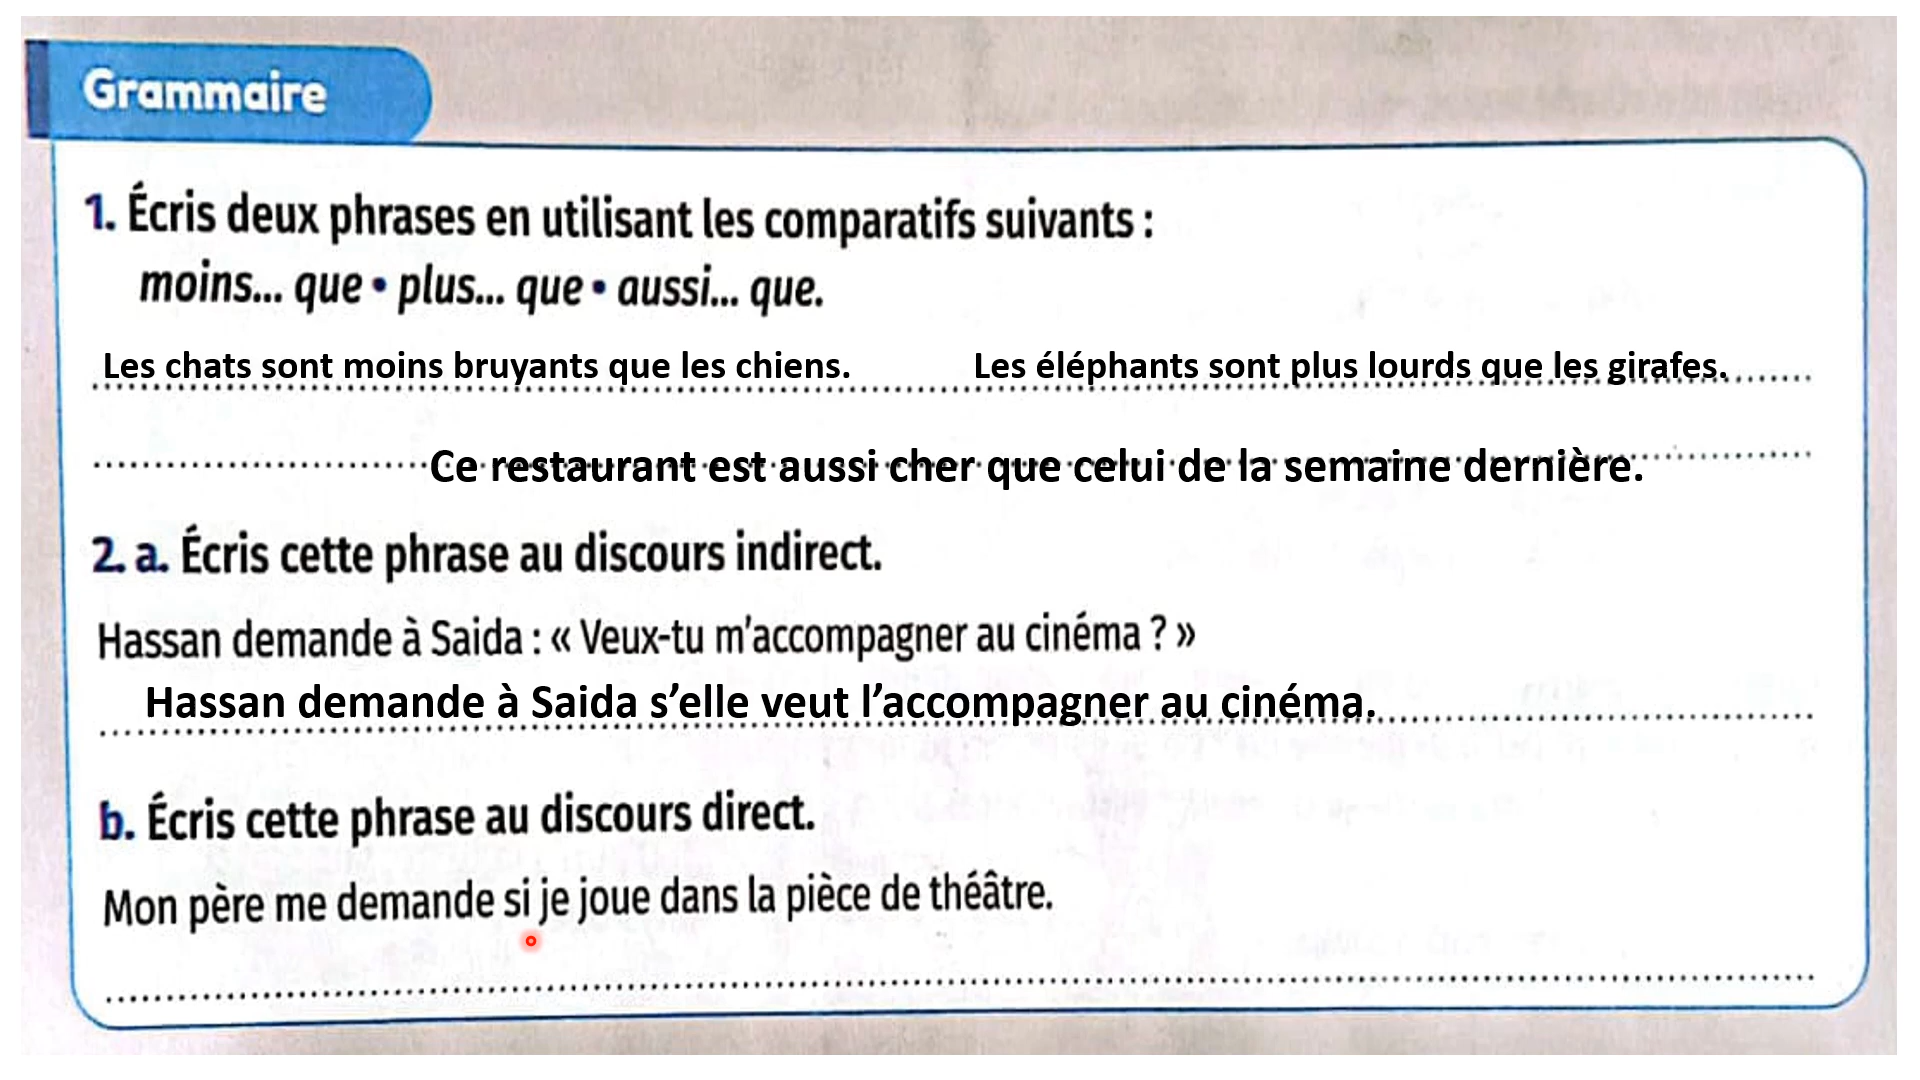 Grammaire
1. Écris deux phrases en utilisant les comparatifs suivants :
moins... que • plus... que • aussi... que.
Les chats sont moins bruyants que les chiens. Les éléphants sont plus lourds que les girafes.
Ce restaurant est aussi cher que celui de la semaine dernière.
2. a. Écris cette phrase au discours indirect.
Hassan demande à Saida : « Veux-tu m'accompagner au cinéma ? »
Hassan demande à Saida s’elle veut l’accompagner au cinéma.
b. Écris cette phrase au discours direct.
Mon père me demande si je joue dans la pièce de théâtre.